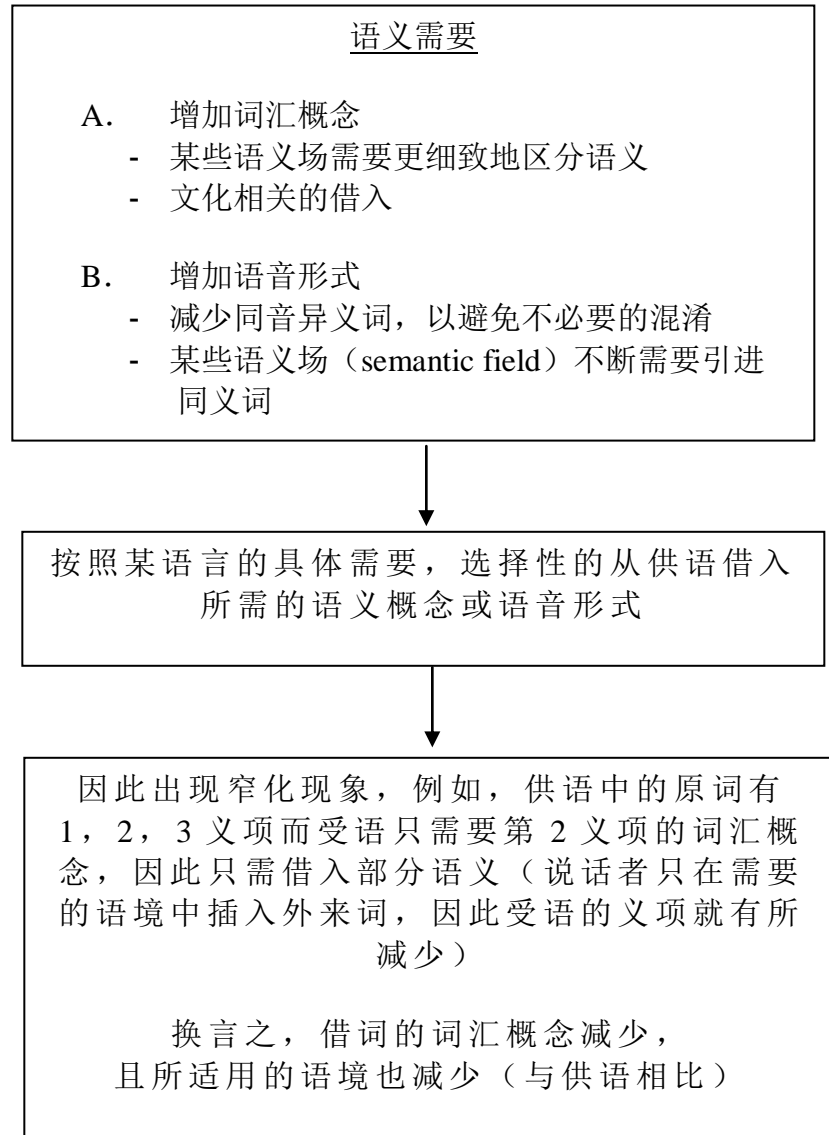 语义需要
A． 增加词汇概念
- 某些语义场需要更细致地区分语义
- 文化相关的借入
B． 增加语音形式
- 减少同音异义词，以避免不必要的混淆
- 某些语义场（semantic field）不断需要引进
同义词
按照某语言的具体需要，选择性的从供语借入
所需的语义概念或语音形式
因此出现窄化现象，例如，供语中的原词有
1，2，3 义项而受语只需要第 2 义项的词汇概
念，因此只需借入部分语义（说话者只在需要
的语境中插入外来词，因此受语的义项就有所
减少）
换言之，借词的词汇概念减少，
且所适用的语境也减少（与供语相比）